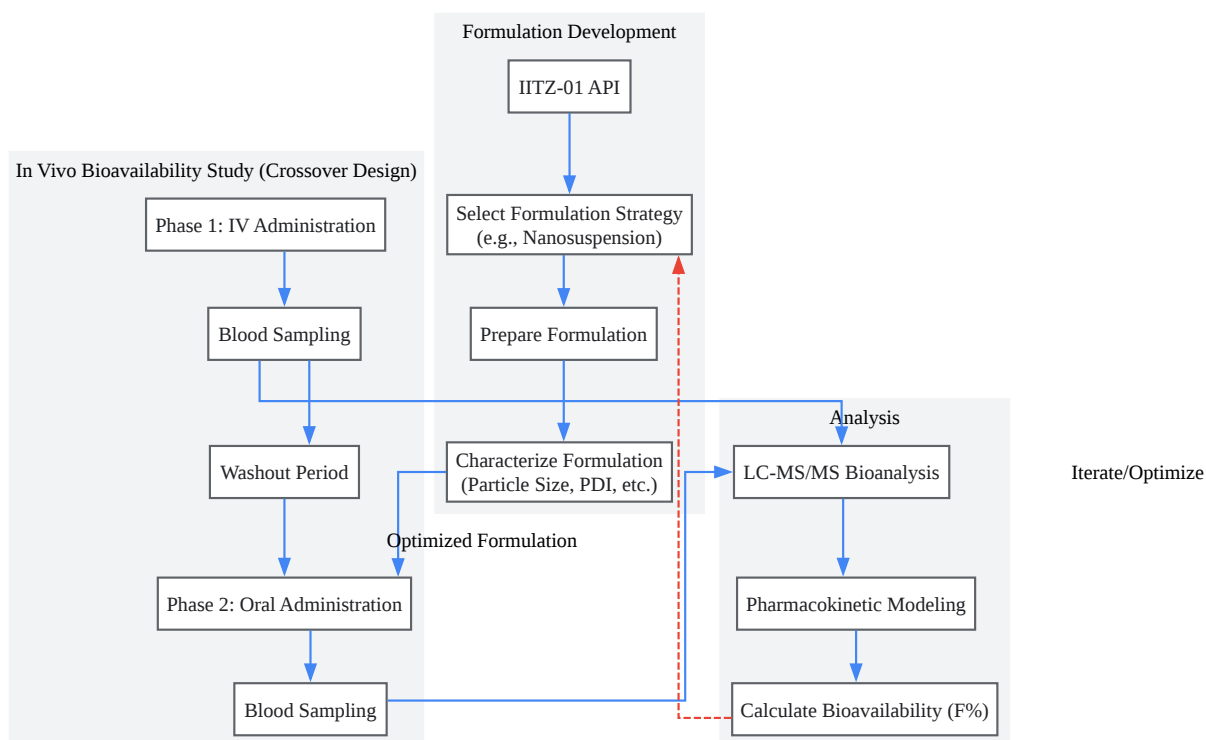 Formulation Development
IITZ-01 API
Select Formulation Strategy
(e.g., Nanosuspension)
Prepare Formulation
Characterize Formulation
(Particle Size, PDI, etc.)
In Vivo Bioavailability Study (Crossover Design)
Phase 1: IV Administration
Blood Sampling
Washout Period
Optimized Formulation
Phase 2: Oral Administration
Blood Sampling
Analysis
LC-MS/MS Bioanalysis
Pharmacokinetic Modeling
Calculate Bioavailability (F%)
Iterate/Optimize